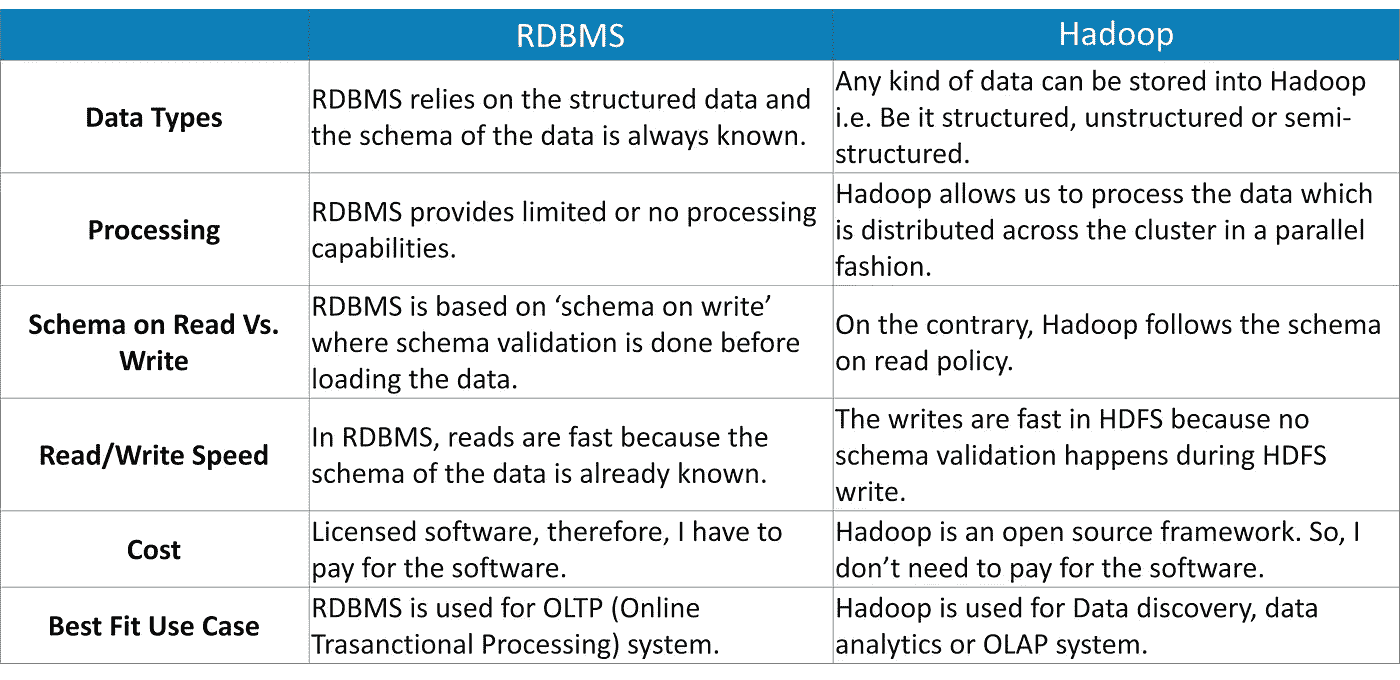 RDBMS Hadoop
Data Types
RDBMS relies on the structured data and
the schema of the data is always known.
Any kind of data can be stored into Hadoop
i.e. Be it structured, unstructured or semi-
structured.
Processing
RDBMS provides limited or no processing
capabilities.
Hadoop allows us to process the data which
is distributed across the cluster in a parallel
fashion.
Schema on Read Vs.
Write
RDBMS is based on ‘schema on write’
where schema validation is done before
loading the data.
On the contrary, Hadoop follows the schema
on read policy.
Read/Write Speed
In RDBMS, reads are fast because the
schema of the data is already known.
The writes are fast in HDFS because no
schema validation happens during HDFS
write.
Cost
Licensed software, therefore, I have to
pay for the software.
Hadoop is an open source framework. So, I
don’t need to pay for the software.
Best Fit Use Case
RDBMS is used for OLTP (Online
Trasanctional Processing) system.
Hadoop is used for Data discovery, data
analytics or OLAP system.